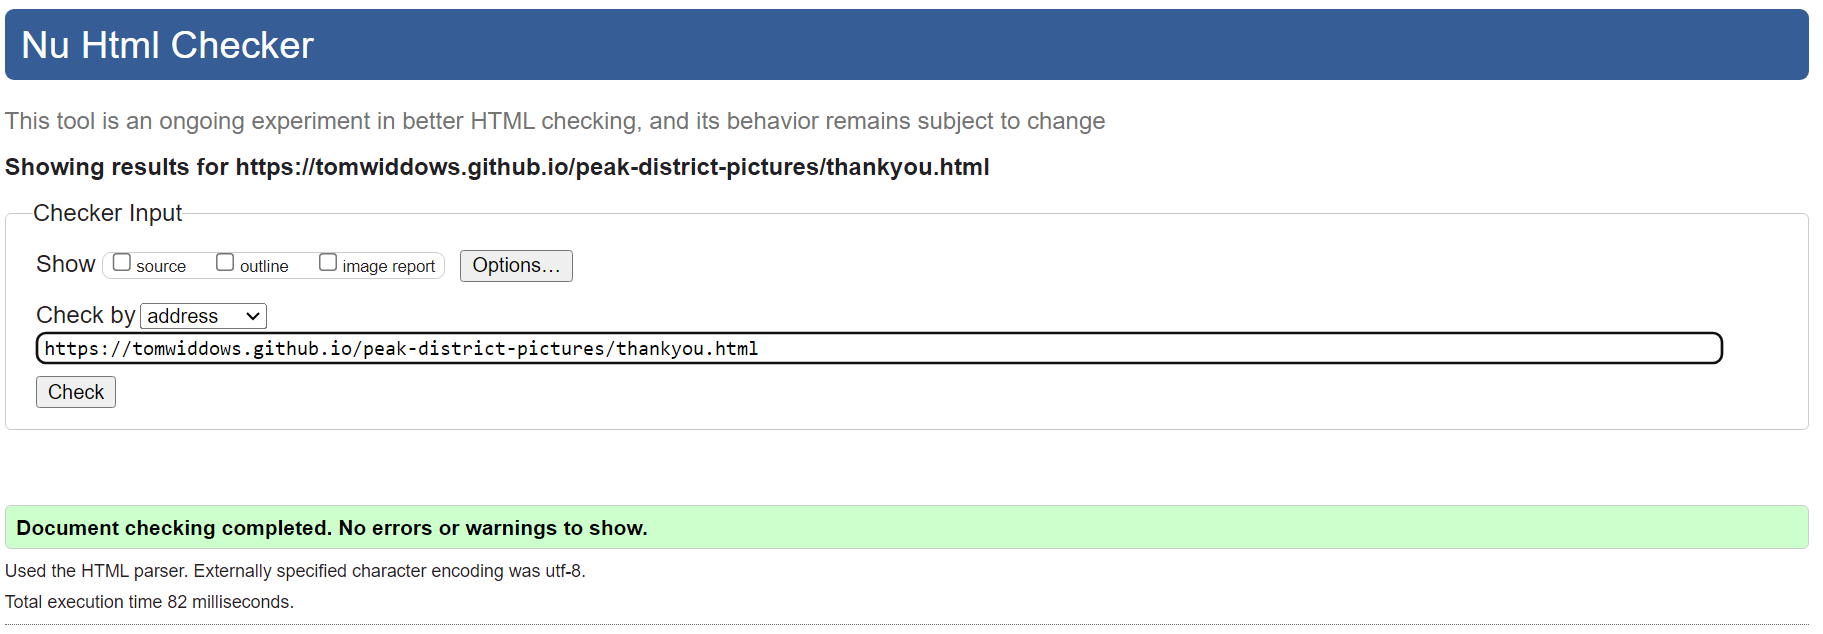 Nu Html Checker
This tool is an ongoing experiment in better HTML checking, and its behavior remains subject to change
Showing results for https://tomwiddows.github.io/peak-district-pictures/thankyou.html
Checker Input
Show source outline image report Options...
Check by address
https://tomwiddows.github.io/peak-district-pictures/thankyou.html
Check
Document checking completed. No errors or warnings to show.
Used the HTML parser. Externally specified character encoding was utf-8.
Total execution time 82 milliseconds.